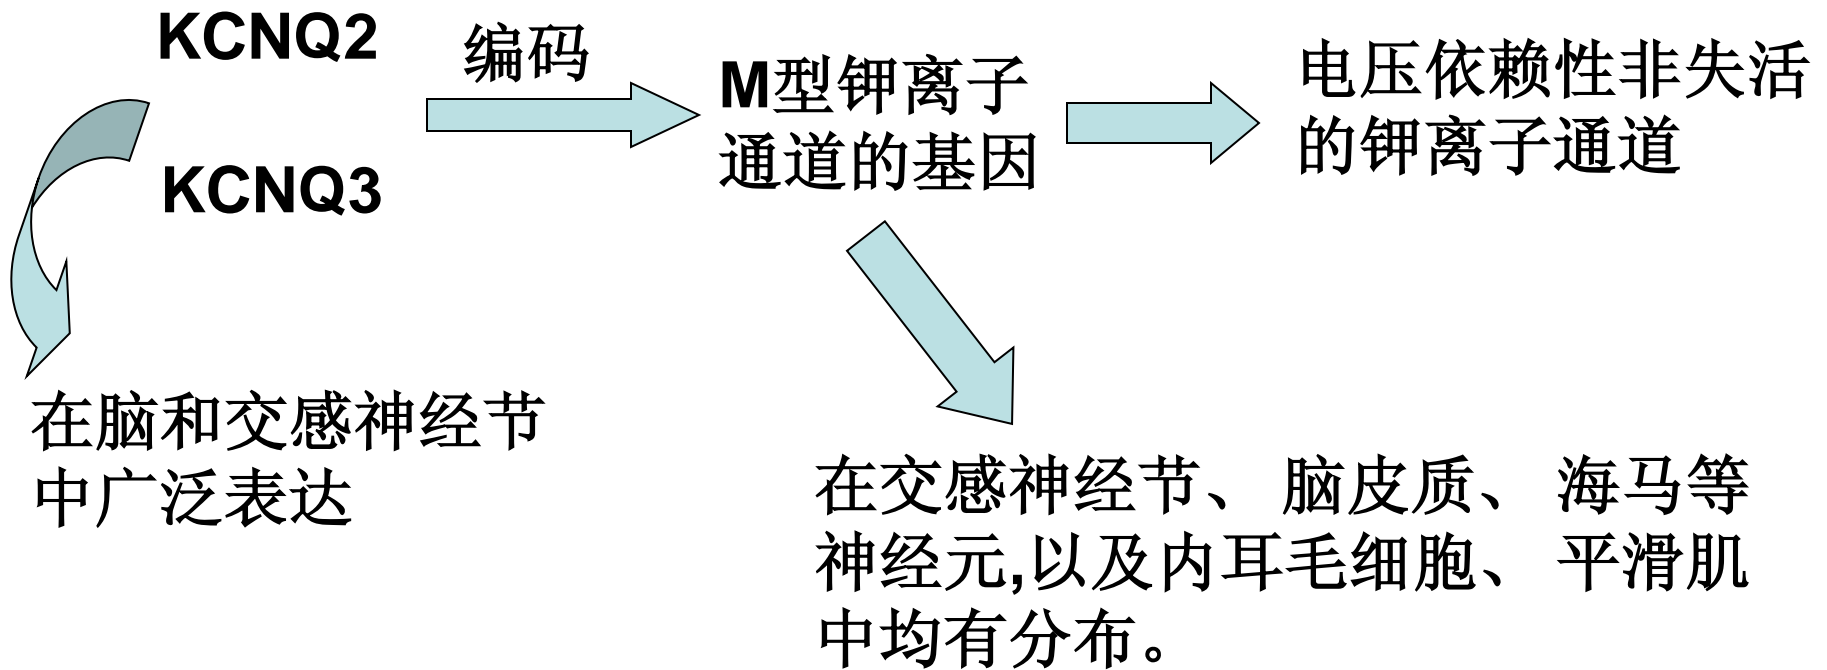 KCNQ2
KCNQ3
编码
M型钾离子
通道的基因
电压依赖性非失活
的钾离子通道
在脑和交感神经节
中广泛表达
在交感神经节、脑皮质、海马等
神经元,以及内耳毛细胞、平滑肌
中均有分布。